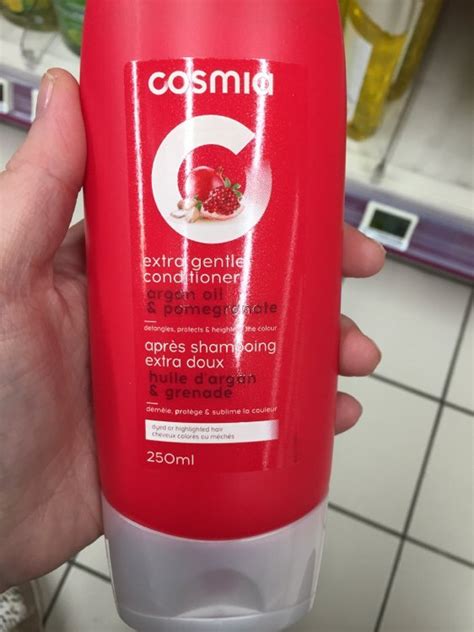 cosmia
C
extra gentle
conditioner
argan oil
& pomegranate
detangles, protects & heightens the colour
après shampooing
extra doux
huile d'argan
& grenade
démêle, protège & sublime la couleur
dyed or highlighted hair
cheveux colorés ou méchés
250ml